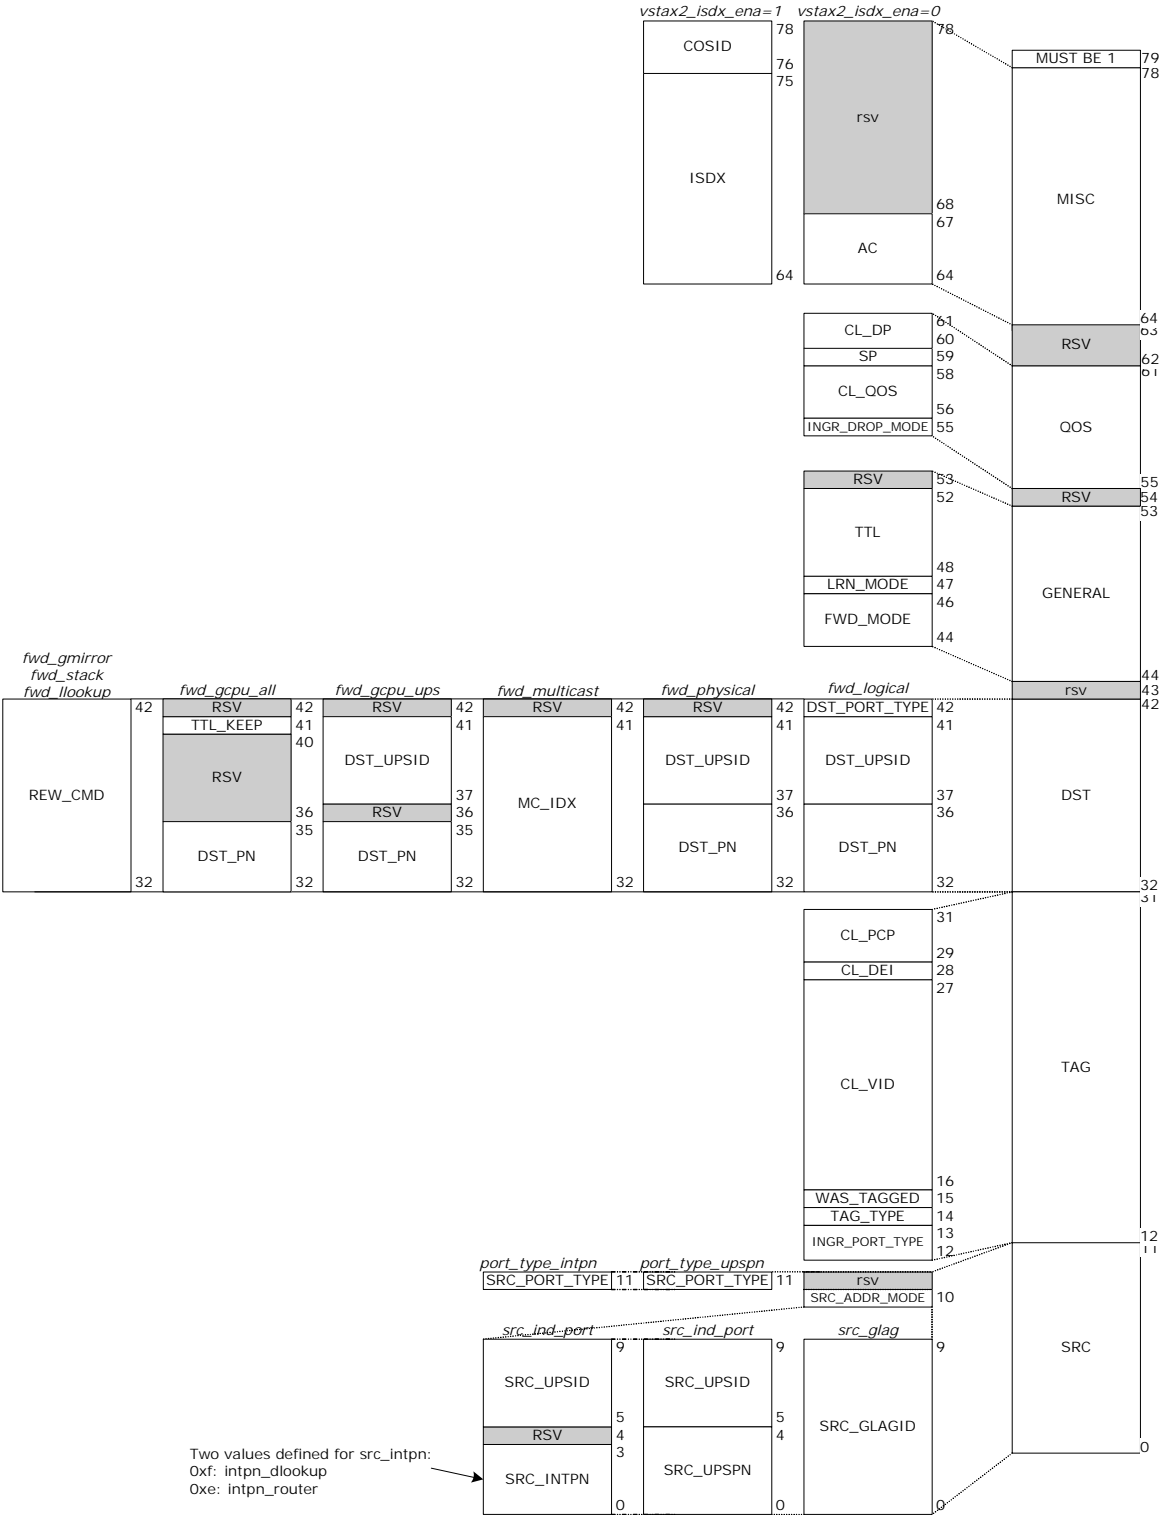 vstax2_isdx_ena=1 vstax2_isdx_ena=0
COSID
78
76
75
ISDX
64
78
rsv
68
67
AC
64
MUST BE 1
79
78
MISC
64
63
RSV
62
61
QOS
55
RSV
54
53
GENERAL
44
rsv
43
42
DST
32
31
TAG
12
11
SRC
0
61
CL_DP
60
SP
59
58
CL_QOS
56
INGR_DROP_MODE
55
RSV
53
52
TTL
48
LRN_MODE
47
46
FWD_MODE
44
fwd_gmirror
fwd_stack
fwd_llookup
42
REW_CMD
32
fwd_gcpu_all
RSV
42
TTL_KEEP
41
40
RSV
36
35
DST_PN
32
fwd_gcpu_ups
RSV
42
41
DST_UPSID
37
RSV
36
35
DST_PN
32
fwd_multicast
RSV
42
41
MC_IDX
32
fwd_physical
RSV
42
41
DST_UPSID
37
36
DST_PN
32
fwd_logical
DST_PORT_TYPE
42
41
DST_UPSID
37
36
DST_PN
32
31
CL_PCP
29
CL_DEI
28
27
CL_VID
16
WAS_TAGGED
15
TAG_TYPE
14
13
INGR_PORT_TYPE
12
port_type_intpn
SRC_PORT_TYPE
11
port_type_upspn
SRC_PORT_TYPE
11
rsv
SRC_ADDR_MODE
10
src_ind_port
9
SRC_UPSID
5
RSV
4
3
SRC_INTPN
0
src_ind_port
9
SRC_UPSID
5
4
SRC_UPSPN
0
src_glag
9
SRC_GLAGID
0
Two values defined for src_intpn:
0xf: intpn_dlookup
0xe: intpn_router